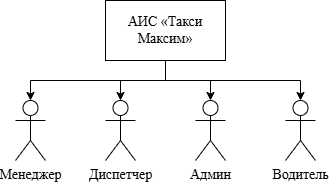 АИС «Такси
Максим»
Менеджер
Диспетчер
Админ
Водитель